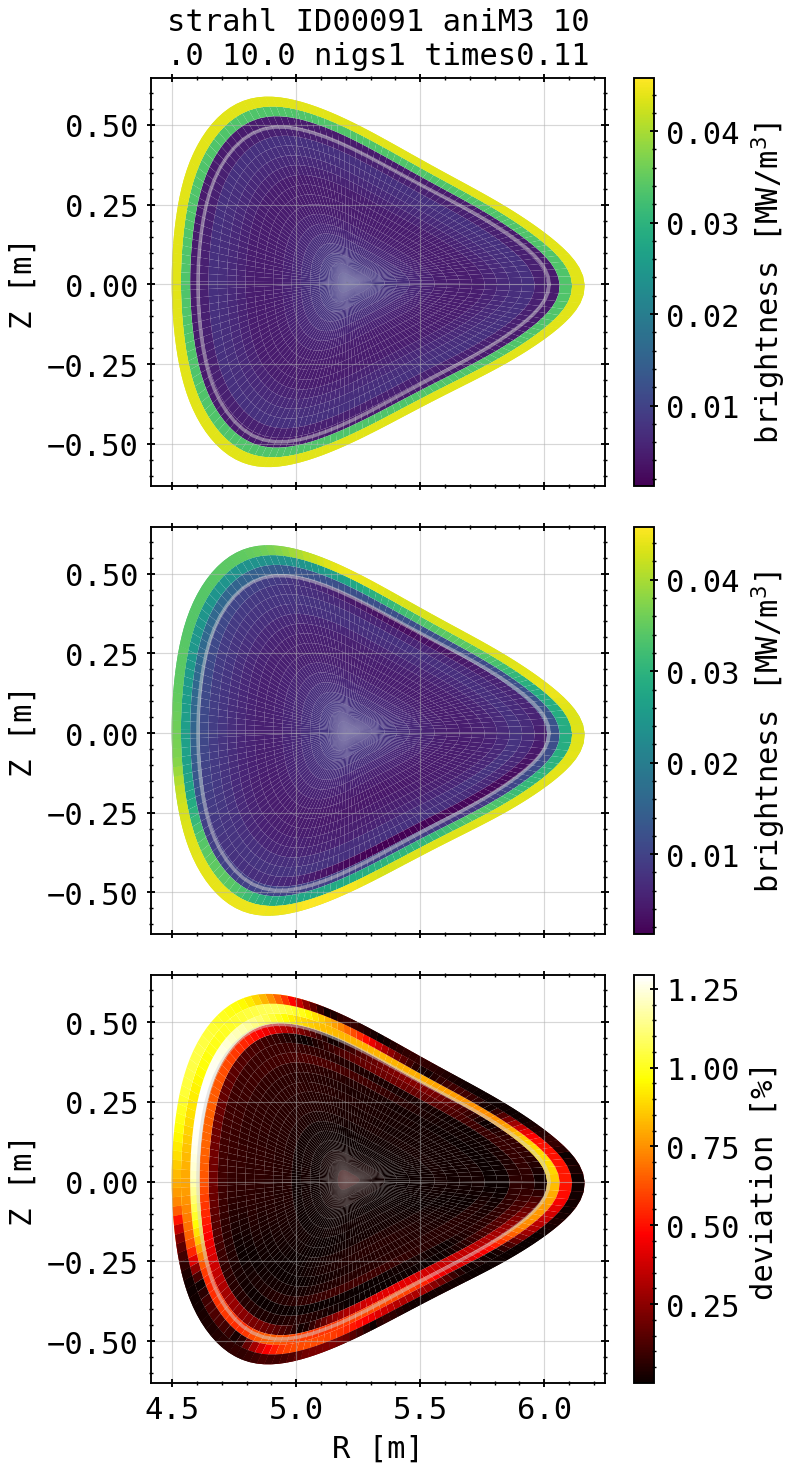 strahl ID00091 aniM3 10
.0 10.0 nigs1 times0.11
0.50
0.25
0.00
−0.25
−0.50
Z [m]
0.04
0.03
0.02
0.01
brightness [MW/m³]
0.50
0.25
0.00
−0.25
−0.50
Z [m]
0.04
0.03
0.02
0.01
brightness [MW/m³]
0.50
0.25
0.00
−0.25
−0.50
Z [m]
1.25
1.00
0.75
0.50
0.25
deviation [%]
4.5 5.0 5.5 6.0
R [m]